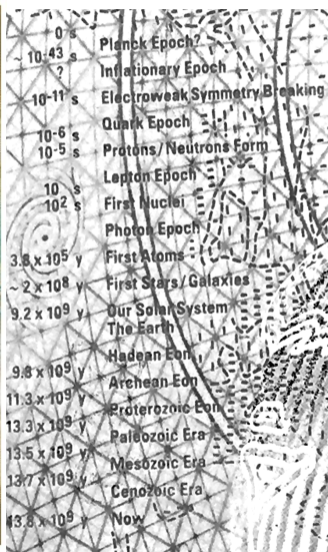 0 s
Planck Epoch?
~ 10-43 s
Inflationary Epoch
?
10-11 s
Electroweak Symmetry Breaking
Quark Epoch
10-6 s
10-5 s
Protons/Neutrons Form
Lepton Epoch
10 s
102 s
First Nuclei
Photon Epoch
3.8 x 105 y
First Atoms
~2 x 108 y
First Stars/Galaxies
9.2 x 109 y
Our Solar System
The Earth
Hadean Eon
9.8 x 109 y
Archean Eon
11.3 x 109 y
Proterozoic Eon
13.3 x 109 y
Paleozoic Era
13.5 x 109 y
Mesozoic Era
13.7 x 109 y
Cenozoic Era
13.8 x 109 y
Now